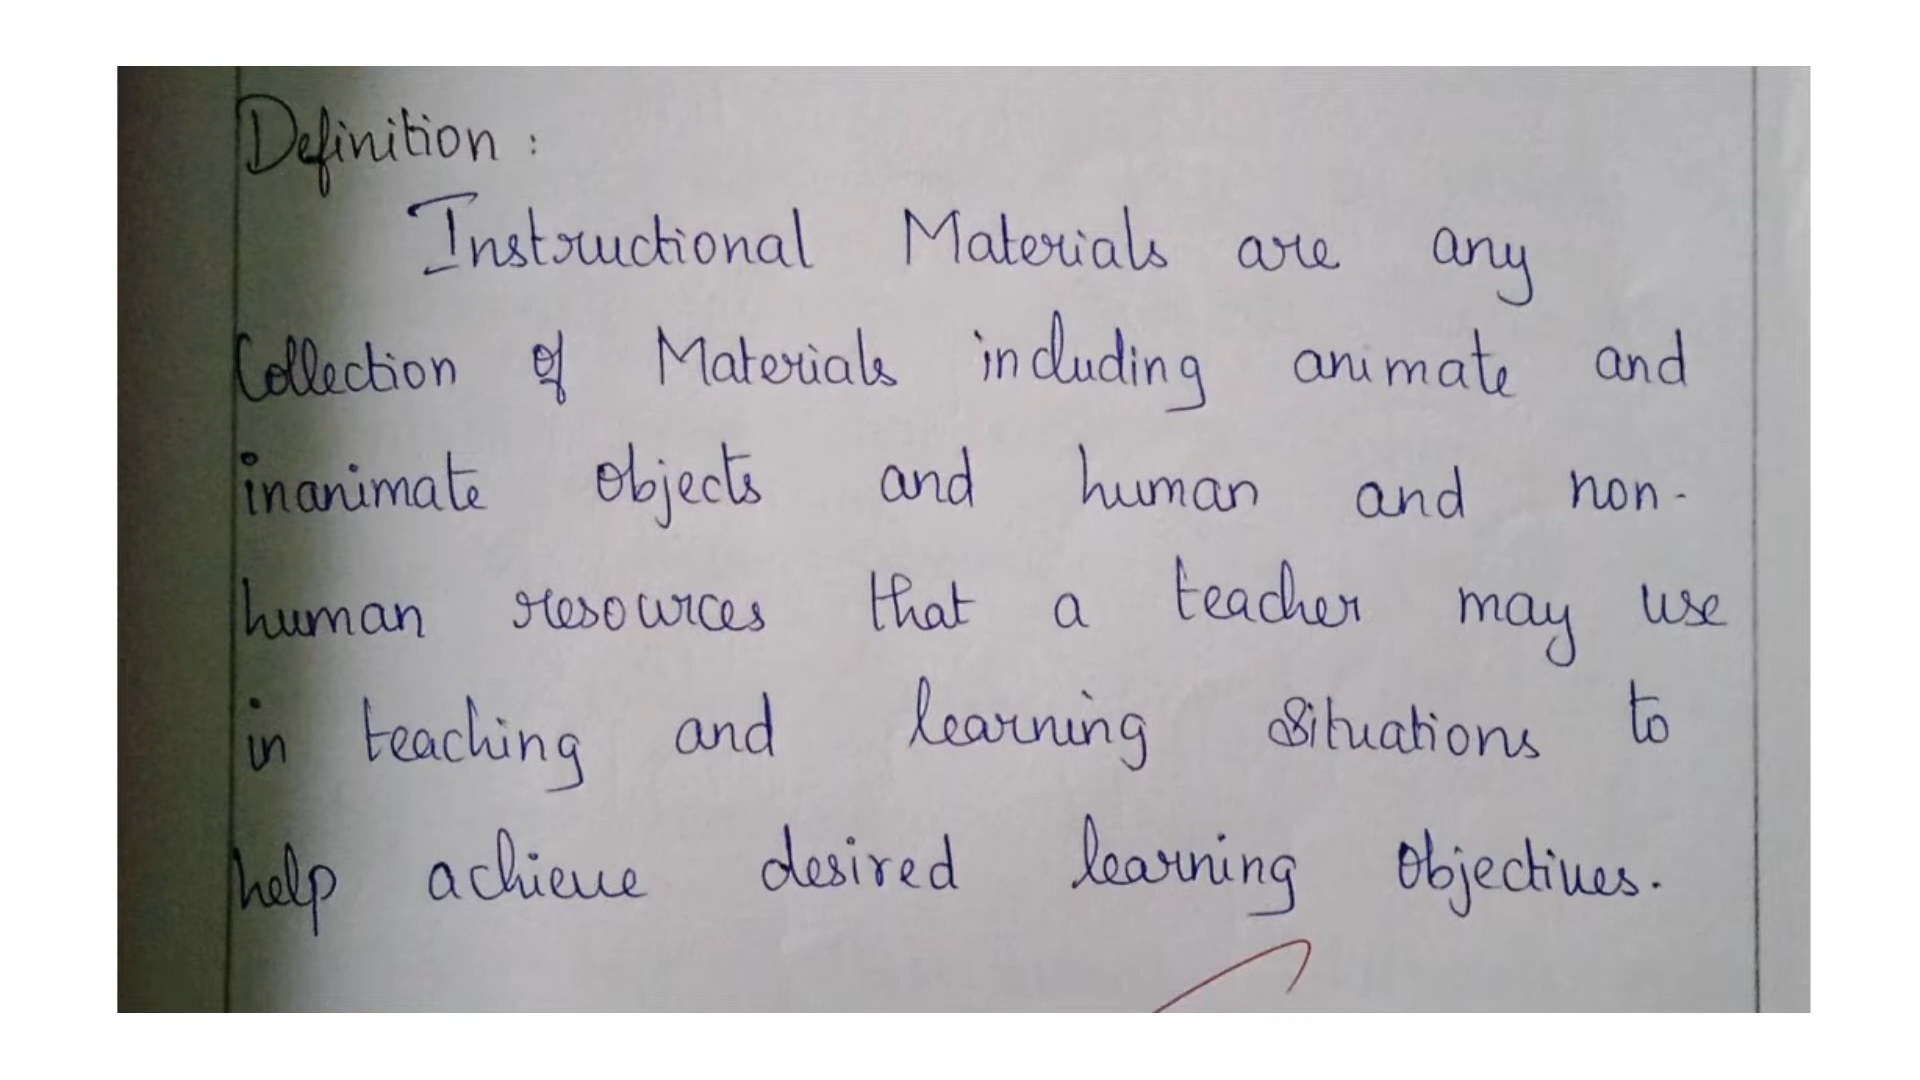 Definition :
Instructional Materials are any
Collection of Materials including animate and
inanimate objects and human and non-
human resources that a teacher may use
in teaching and learning situations to
help achieve desired learning objectives.